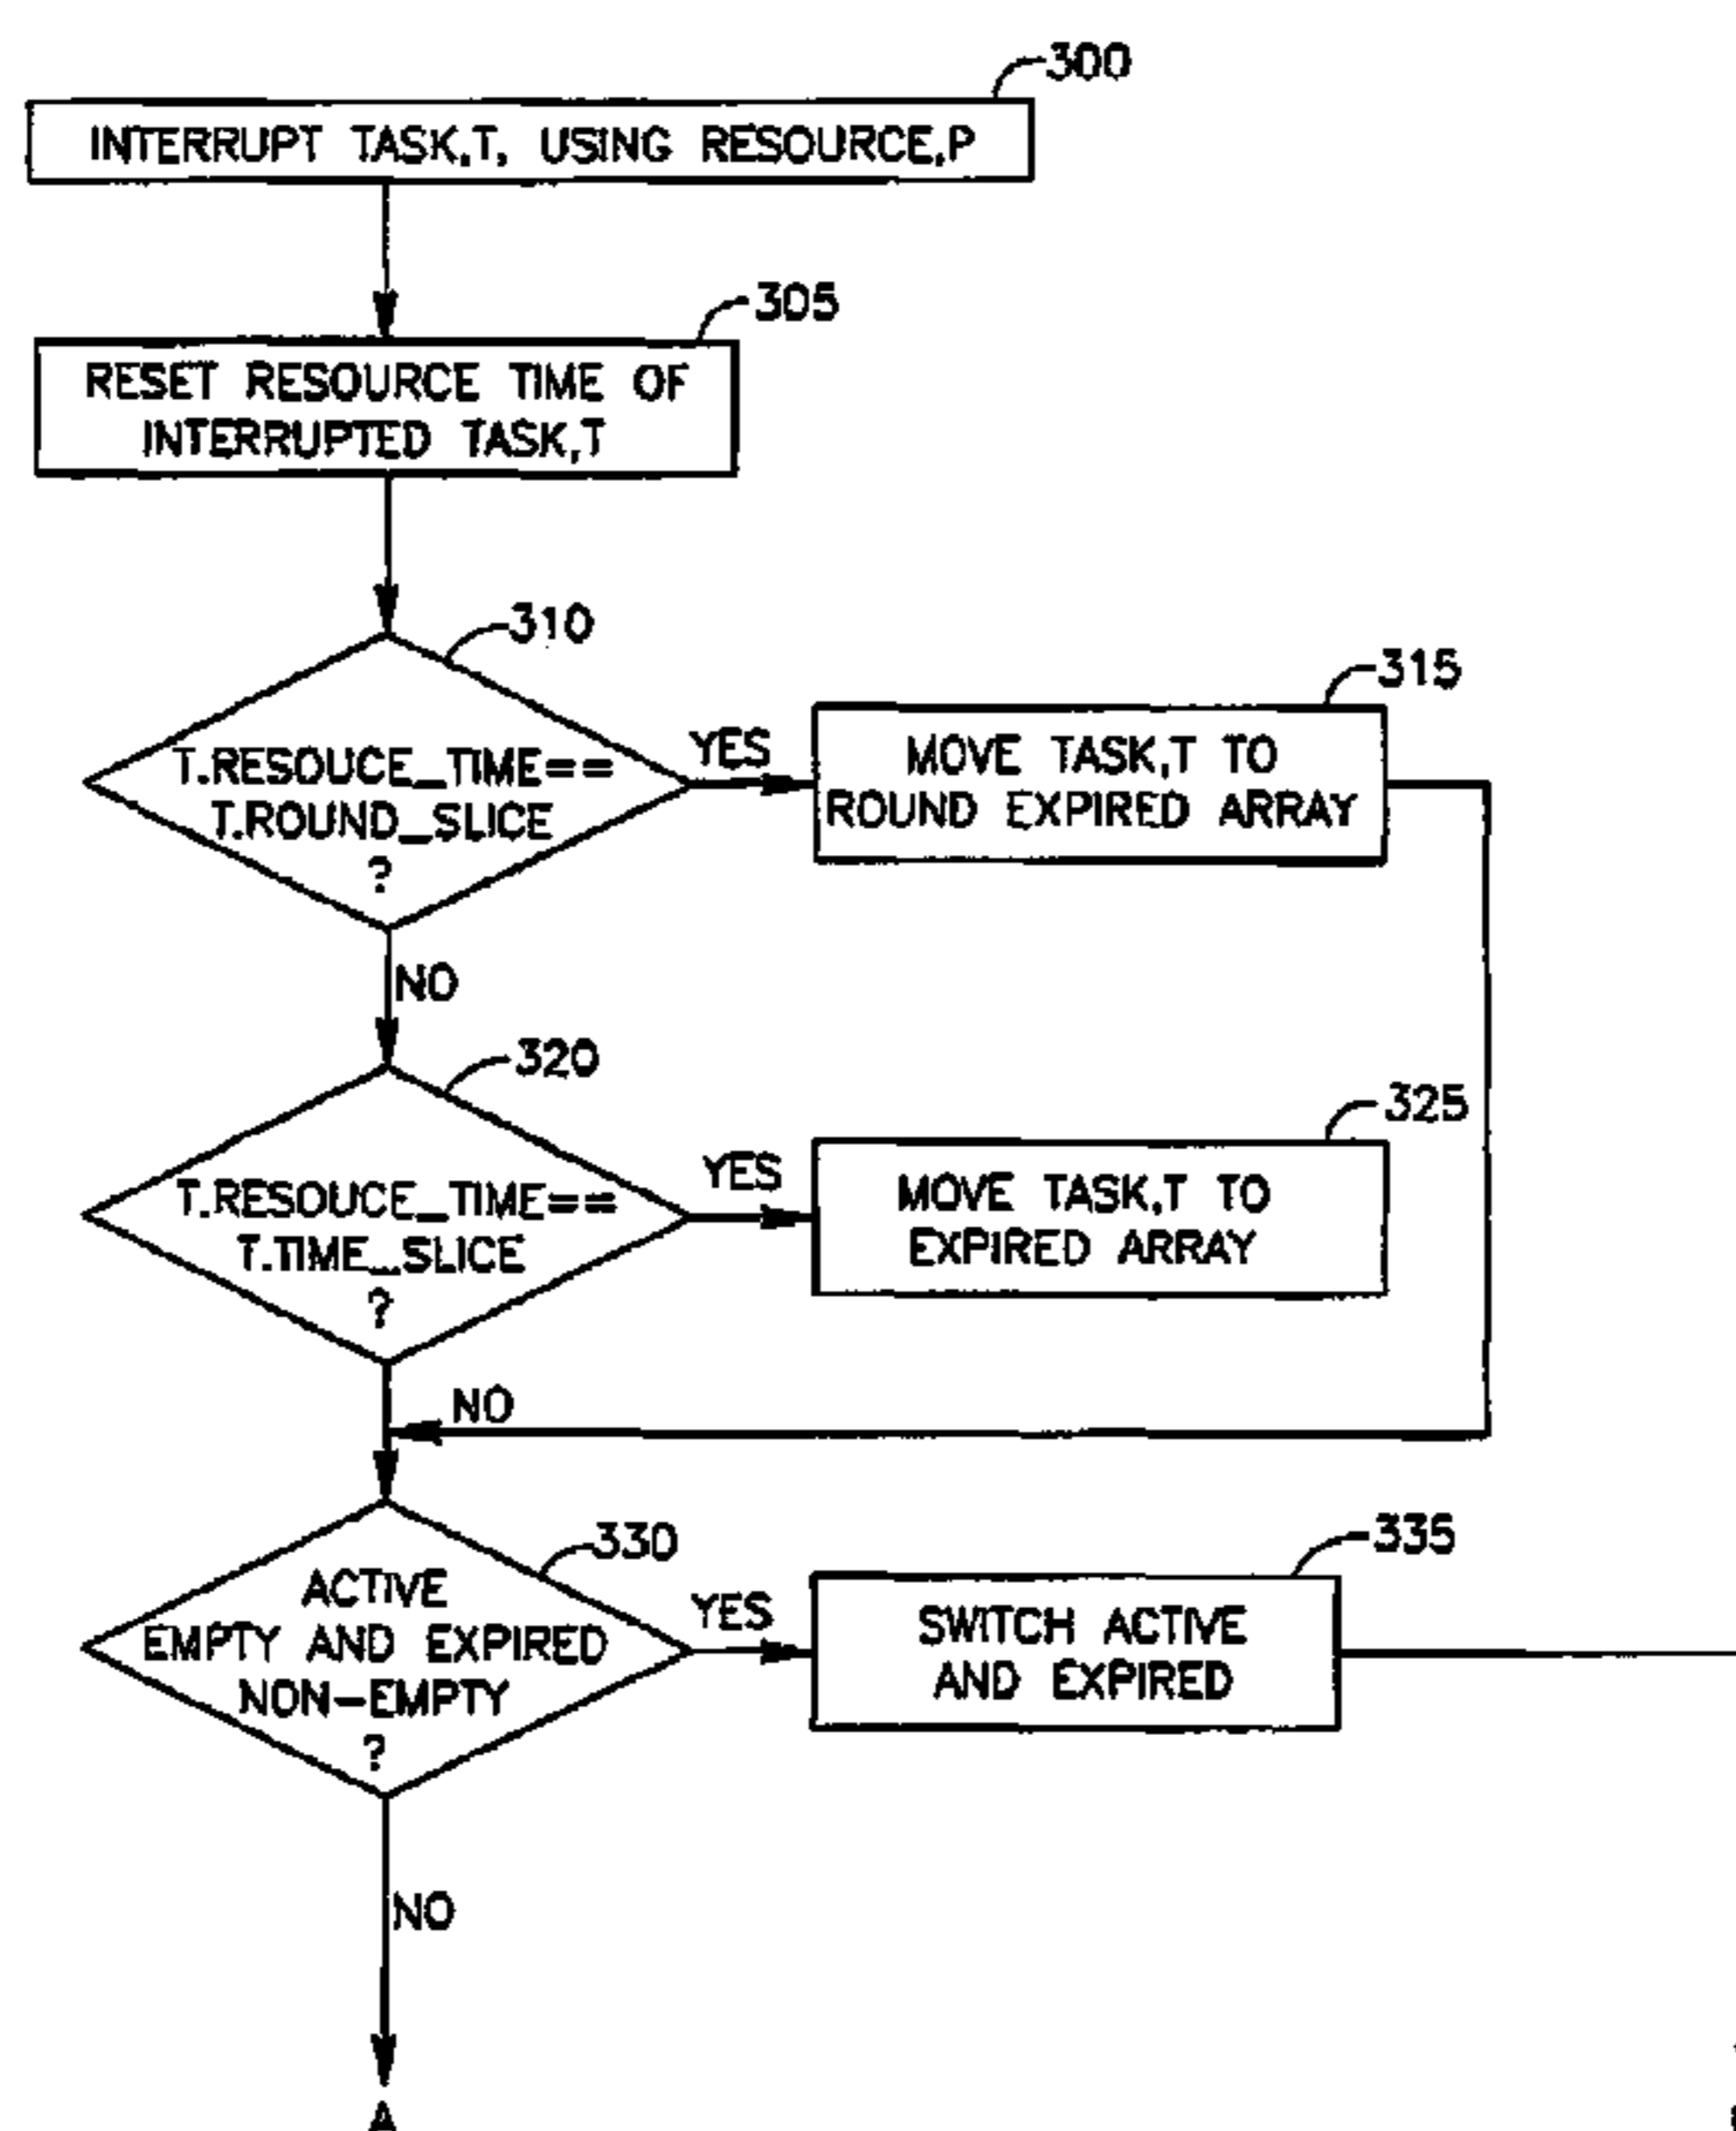 300
INTERRUPT TASK,T, USING RESOURCE,P
305
RESET RESOURCE TIME OF
INTERRUPTED TASK,T
310
T.RESOUCE_TIME==
T.ROUND_SLICE
?
YES
315
MOVE TASK,T TO
ROUND EXPIRED ARRAY
NO
320
T.RESOUCE_TIME==
T.TIME_SLICE
?
YES
325
MOVE TASK,T TO
EXPIRED ARRAY
NO
330
ACTIVE
EMPTY AND EXPIRED
NON-EMPTY
?
YES
335
SWITCH ACTIVE
AND EXPIRED
NO